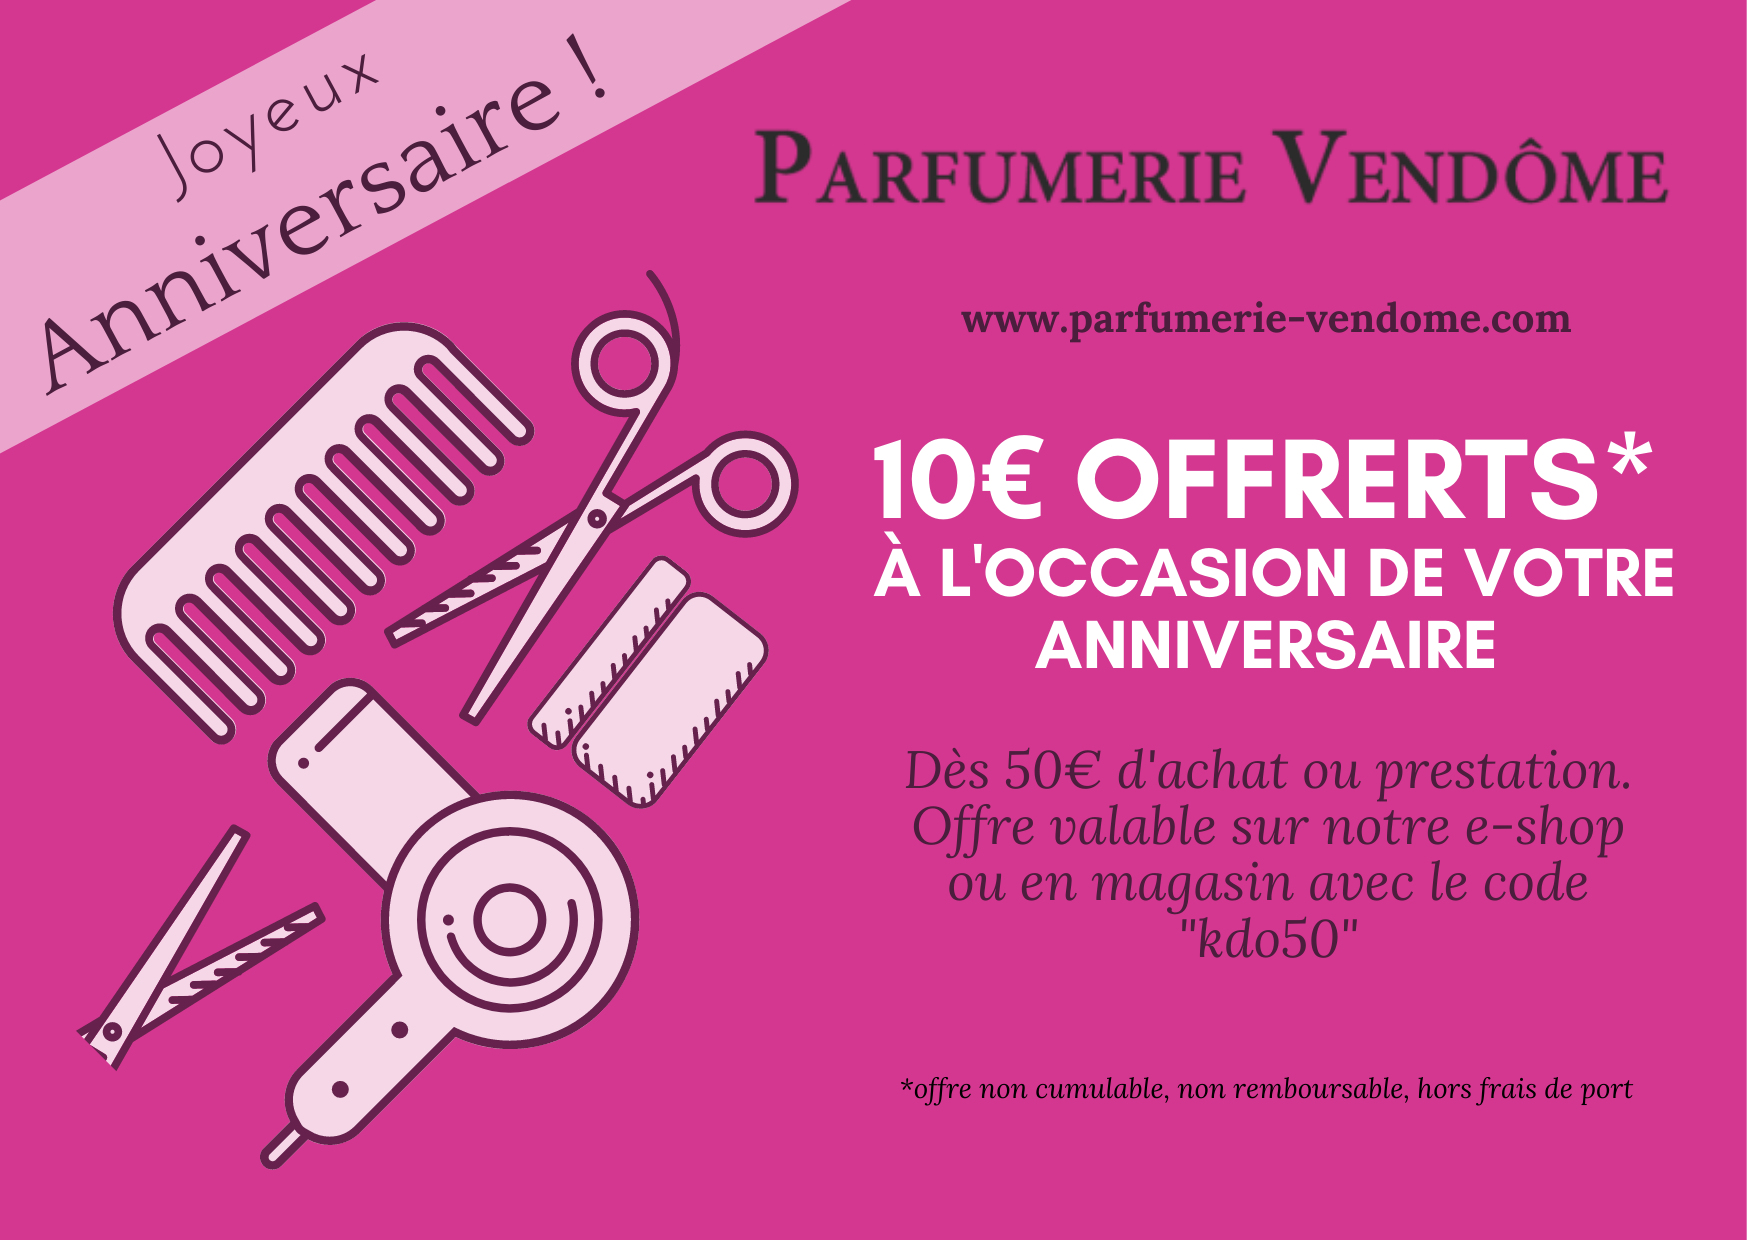 Joyeux
Anniversaire !
PARFUMERIE VENDÔME
www.parfumerie-vendome.com
10€ OFFERTS*
À L'OCCASION DE VOTRE
ANNIVERSAIRE
Dès 50€ d'achat ou prestation.
Offre valable sur notre e-shop
ou en magasin avec le code
"kdo50"
*offre non cumulable, non remboursable, hors frais de port